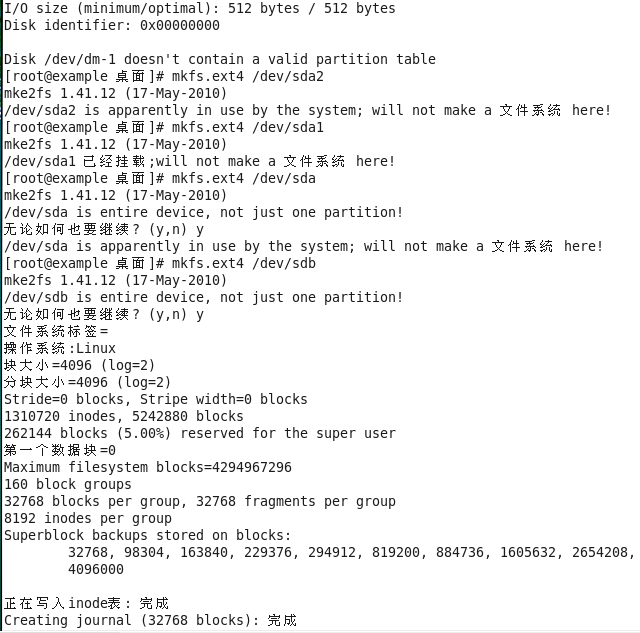 I/O size (minimum/optimal): 512 bytes / 512 bytes
Disk identifier: 0x00000000
Disk /dev/dm-1 doesn't contain a valid partition table
[root@example 桌面]# mkfs.ext4 /dev/sda2
mke2fs 1.41.12 (17-May-2010)
/dev/sda2 is apparently in use by the system; will not make a 文件系统 here!
[root@example 桌面]# mkfs.ext4 /dev/sda1
mke2fs 1.41.12 (17-May-2010)
/dev/sda1 已经挂载;will not make a 文件系统 here!
[root@example 桌面]# mkfs.ext4 /dev/sda
mke2fs 1.41.12 (17-May-2010)
/dev/sda is entire device, not just one partition!
无论如何也要继续? (y,n) y
/dev/sda is apparently in use by the system; will not make a 文件系统 here!
[root@example 桌面]# mkfs.ext4 /dev/sdb
mke2fs 1.41.12 (17-May-2010)
/dev/sdb is entire device, not just one partition!
无论如何也要继续? (y,n) y
文件系统标签=
操作系统:Linux
块大小=4096 (log=2)
分块大小=4096 (log=2)
Stride=0 blocks, Stripe width=0 blocks
1310720 inodes, 5242880 blocks
262144 blocks (5.00%) reserved for the super user
第一个数据块=0
Maximum filesystem blocks=4294967296
160 block groups
32768 blocks per group, 32768 fragments per group
8192 inodes per group
Superblock backups stored on blocks:
32768, 98304, 163840, 229376, 294912, 819200, 884736, 1605632, 2654208,
4096000
正在写入inode表: 完成
Creating journal (32768 blocks): 完成